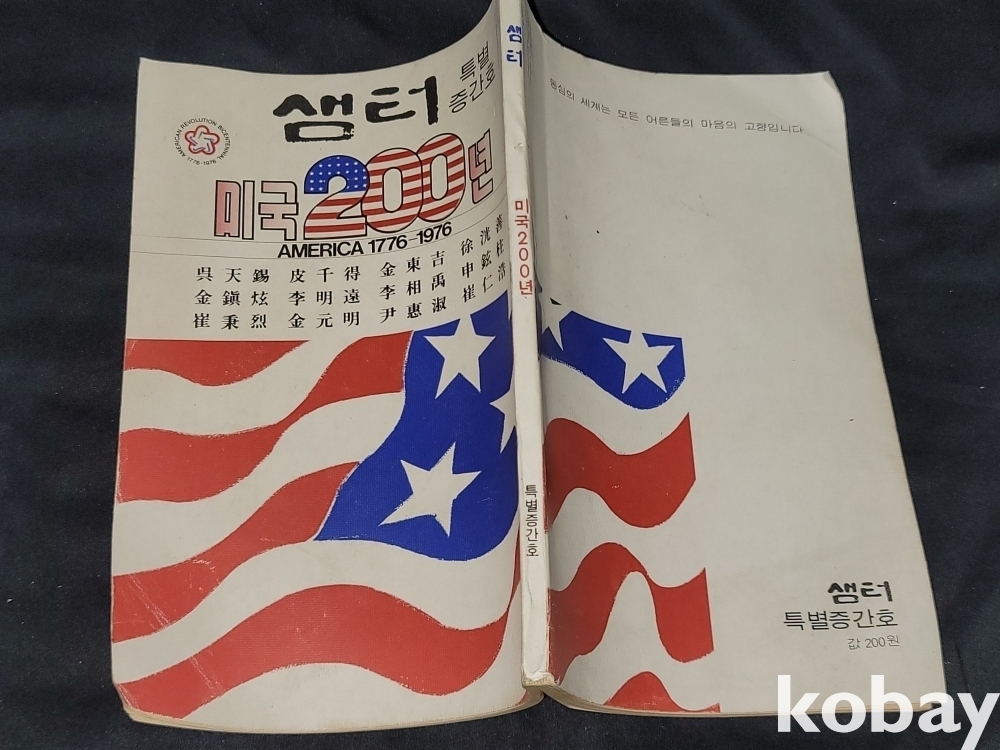 샘터
특별
증간호
AMERICAN REVOLUTION BICENTENNIAL
1776-1976
미국200년
AMERICA 1776-1976
吳天錫 皮千得 金東吉 徐洸善
金鎭炫 李明遠 李相禹 申鉉柱
崔秉烈 金元明 尹惠淑 崔仁浩
샘터
미국200년
특별증간호
동심의 세계는 모든 어른들의 마음의 고향입니다
샘터
특별증간호
값 200원
kobay